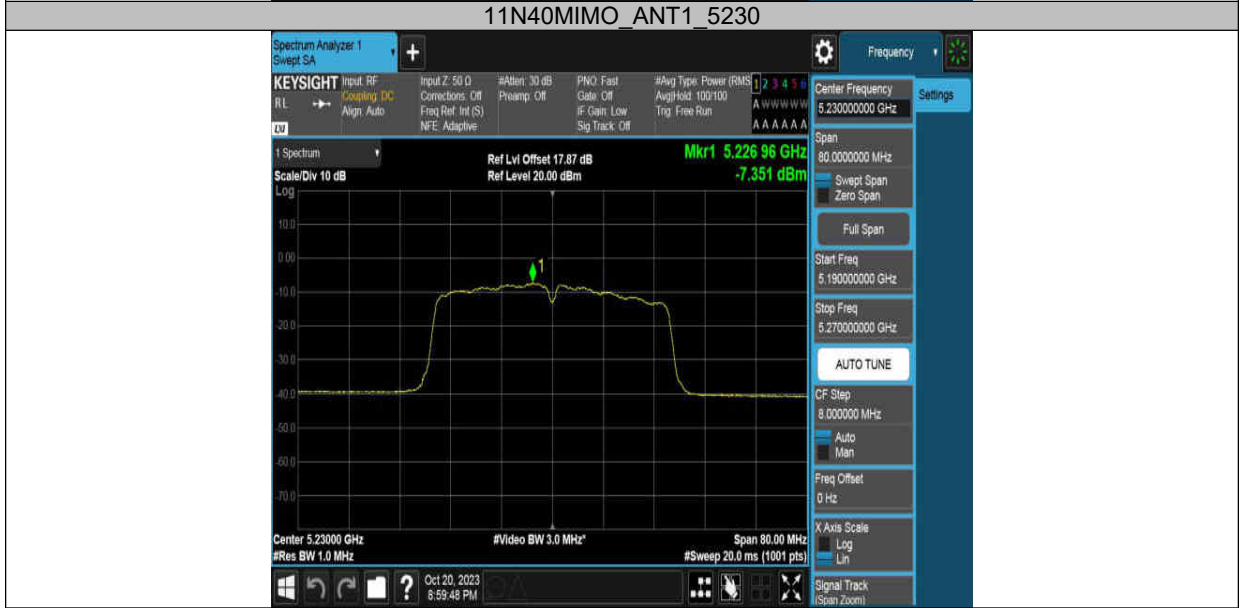 11N40MIMO_ANT1_5230
Spectrum Analyzer 1
Swept SA
Frequency
KEYSIGHT
RL
Input: RF
Coupling: DC
Align: Auto
Input Z: 50 Ω
Corrections: Off
Freq Ref: Int (S)
NFE: Adaptive
#Atten: 30 dB
Preamp: Off
PNO: Fast
Gate: Off
IF Gain: Low
Sig Track: Off
#Avg Type: Power (RMS
Avg|Hold: 100/100
Trig: Free Run
1 2 3 4 5 6
A W W W W W
A A A A A A
1 Spectrum
Scale/Div 10 dB
Ref Lvl Offset 17.87 dB
Ref Level 20.00 dBm
Mkr1 5.226 96 GHz
-7.351 dBm
Log
10.0
0.00
-10.0
-20.0
-30.0
-40.0
-50.0
-60.0
-70.0
1
Center 5.23000 GHz
#Res BW 1.0 MHz
#Video BW 3.0 MHz*
Span 80.00 MHz
#Sweep 20.0 ms (1001 pts)
Oct 20, 2023
8:59:48 PM
Center Frequency
5.230000000 GHz
Settings
Span
80.0000000 MHz
Swept Span
Zero Span
Full Span
Start Freq
5.190000000 GHz
Stop Freq
5.270000000 GHz
AUTO TUNE
CF Step
8.000000 MHz
Auto
Man
Freq Offset
0 Hz
X Axis Scale
Log
Lin
Signal Track
(Span Zoom)